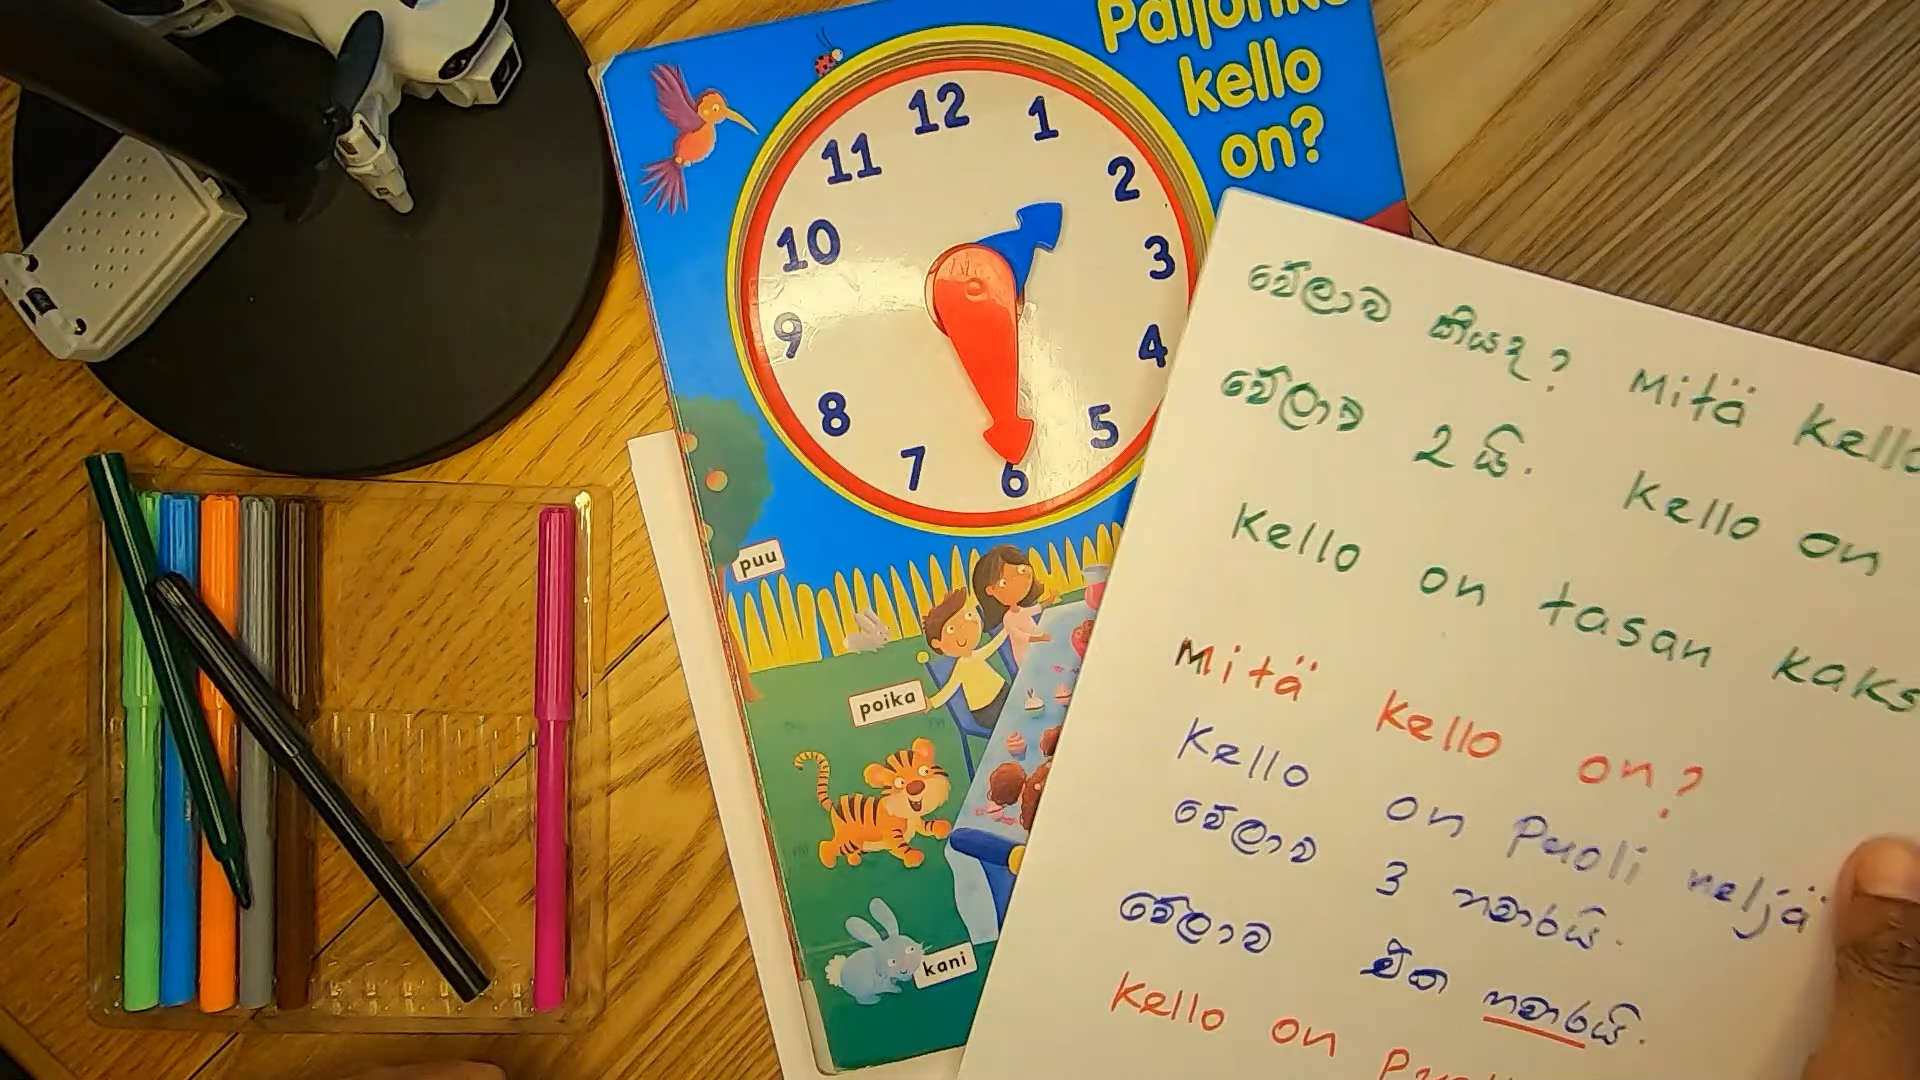 Paljonko
kello
on?
12
1
2
3
4
5
6
7
8
9
10
11
puu
poika
kani
වේලාව කීයද? Mitä kello
වේලාව 2 යි. kello on
kello on tasan kaks
Mitä kello on?
kello on puoli neljä
වේලාව 3 හමාරයි.
වේලාව එක හමාරයි.
kello on